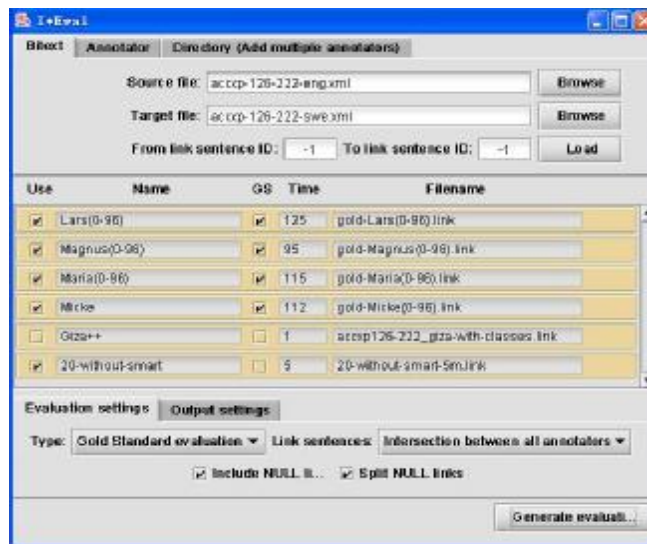 I*Eval
Bitext Annotator Directory (Add multiple annotators)
Source file: acccp-126-222-eng.xml Browse
Target file: acccp-126-222-swe.xml Browse
From link sentence ID: -1 To link sentence ID: -1 Load
Use Name GS Time Filename
Lars(0-96) 125 gold-Lars(0-96).link
Magnus(0-96) 95 gold-Magnus(0-96).link
Maria(0-96) 115 gold-Maria(0-96).link
Micke 112 gold-Micke(0-96).link
Giza++ 1 accsp126-222_giza-with-classes.link
20-without-smart 5 20-without-smart-5m.link
Evaluation settings Output settings
Type: Gold Standard evaluation Link sentences: Intersection between all annotators
Include NULL li... Split NULL links
Generate evaluati...